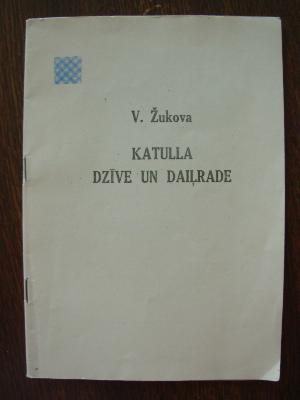 V. Žukova
KATULLA
DZĪVE UN DAIĻRADE